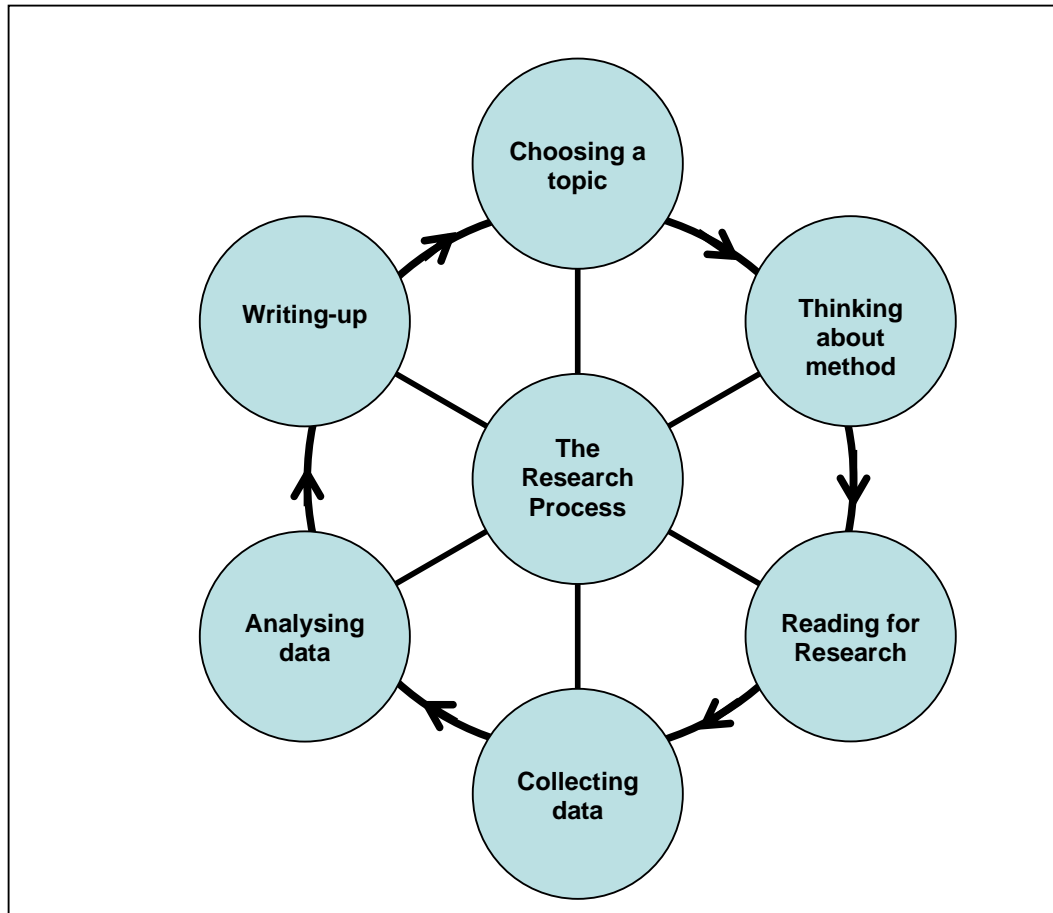 Choosing a
topic
Thinking
about
method
Reading for
Research
Collecting
data
Analysing
data
Writing-up
The
Research
Process